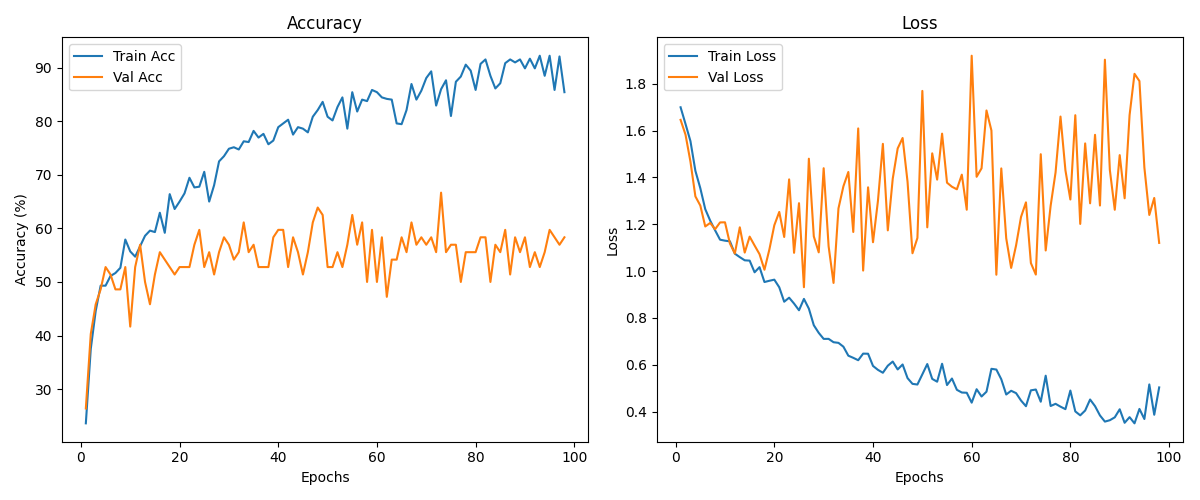 Accuracy
Train Acc
Val Acc
Accuracy (%)
90
80
70
60
50
40
30
0 20 40 60 80 100
Epochs
Loss
Train Loss
Val Loss
Loss
1.8
1.6
1.4
1.2
1.0
0.8
0.6
0.4
0 20 40 60 80 100
Epochs